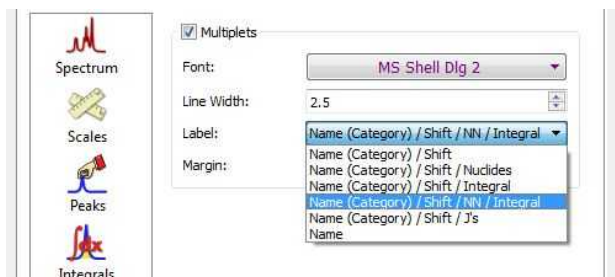 Multiplets
Spectrum
Font: MS Shell Dlg 2
Line Width: 2.5
Scales
Label: Name (Category) / Shift / NN / Integral
Margin:
Name (Category) / Shift
Name (Category) / Shift / Nuclides
Name (Category) / Shift / Integral
Name (Category) / Shift / NN / Integral
Name (Category) / Shift / J's
Name
Peaks
Integrals